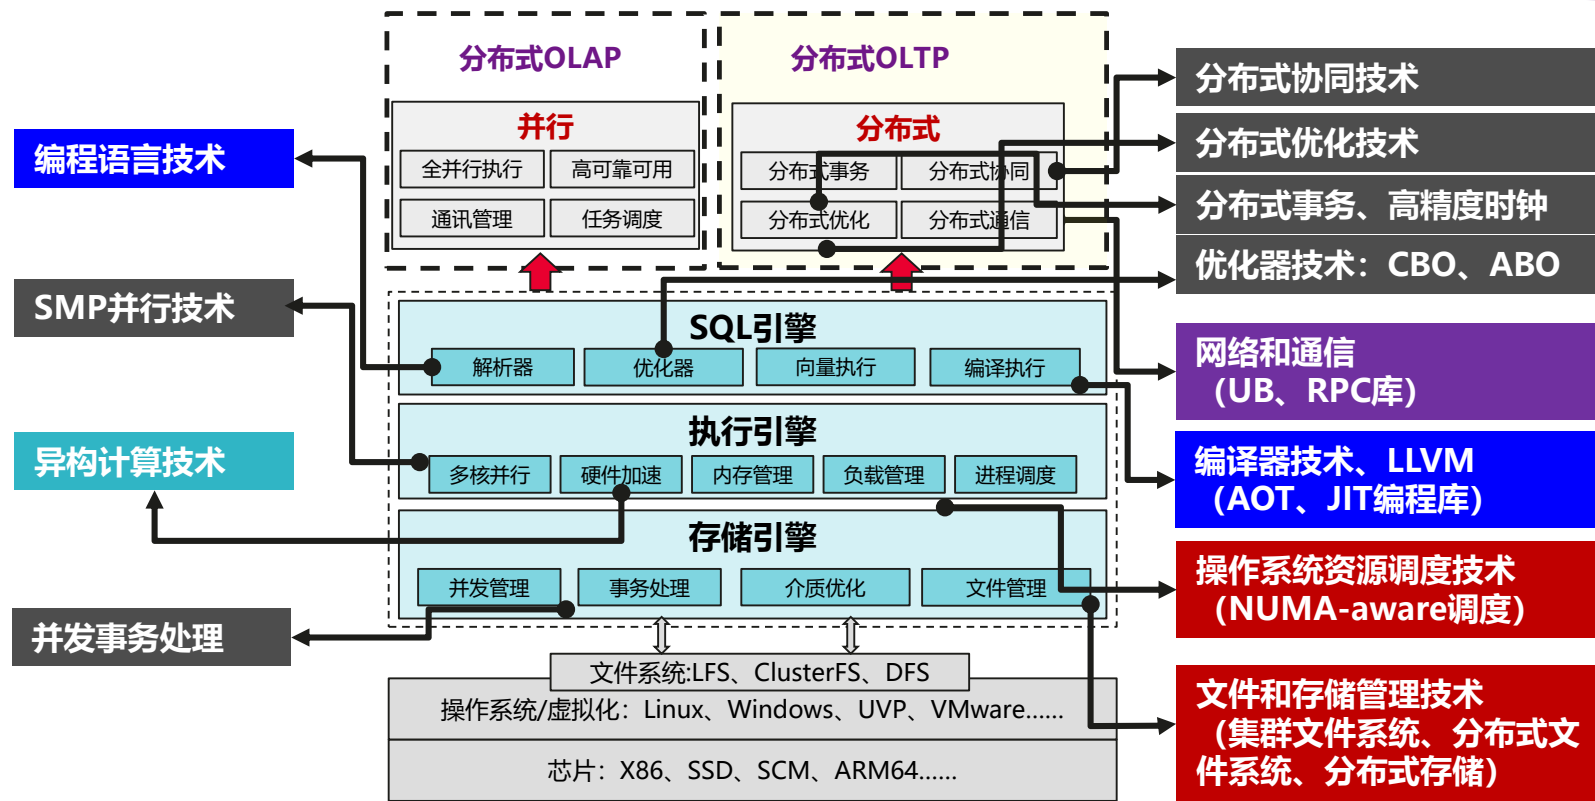 分布式OLAP
分布式OLTP
并行
全并行执行
高可靠可用
通讯管理
任务调度
分布式
分布式事务
分布式协同
分布式优化
分布式通信
编程语言技术
SMP并行技术
异构计算技术
并发事务处理
SQL引擎
解析器
优化器
向量执行
编译执行
执行引擎
多核并行
硬件加速
内存管理
负载管理
进程调度
存储引擎
并发管理
事务处理
介质优化
文件管理
文件系统:LFS、ClusterFS、DFS
操作系统/虚拟化：Linux、Windows、UVP、VMware……
芯片：X86、SSD、SCM、ARM64……
分布式协同技术
分布式优化技术
分布式事务、高精度时钟
优化器技术：CBO、ABO
网络和通信
（UB、RPC库）
编译器技术、LLVM
（AOT、JIT编程库）
操作系统资源调度技术
（NUMA-aware调度）
文件和存储管理技术
（集群文件系统、分布式文
件系统、分布式存储）